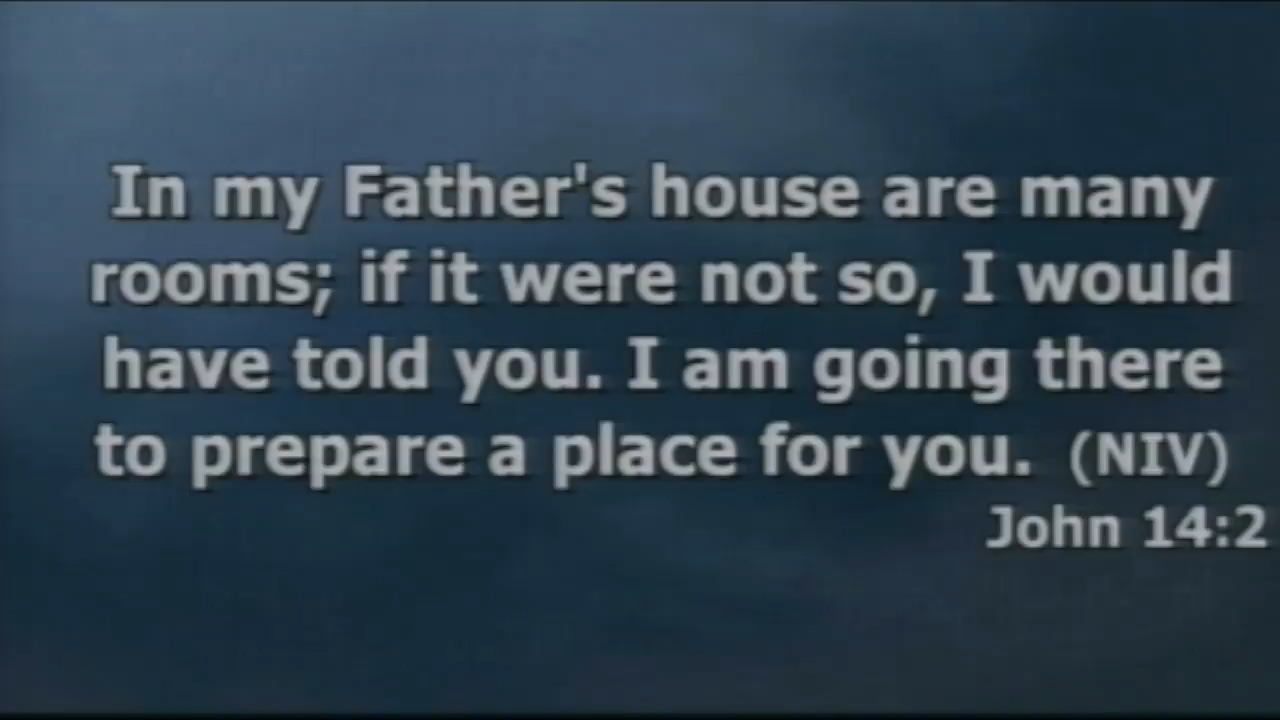 In my Father's house are many
rooms; if it were not so, I would
have told you. I am going there
to prepare a place for you. (NIV)
John 14:2